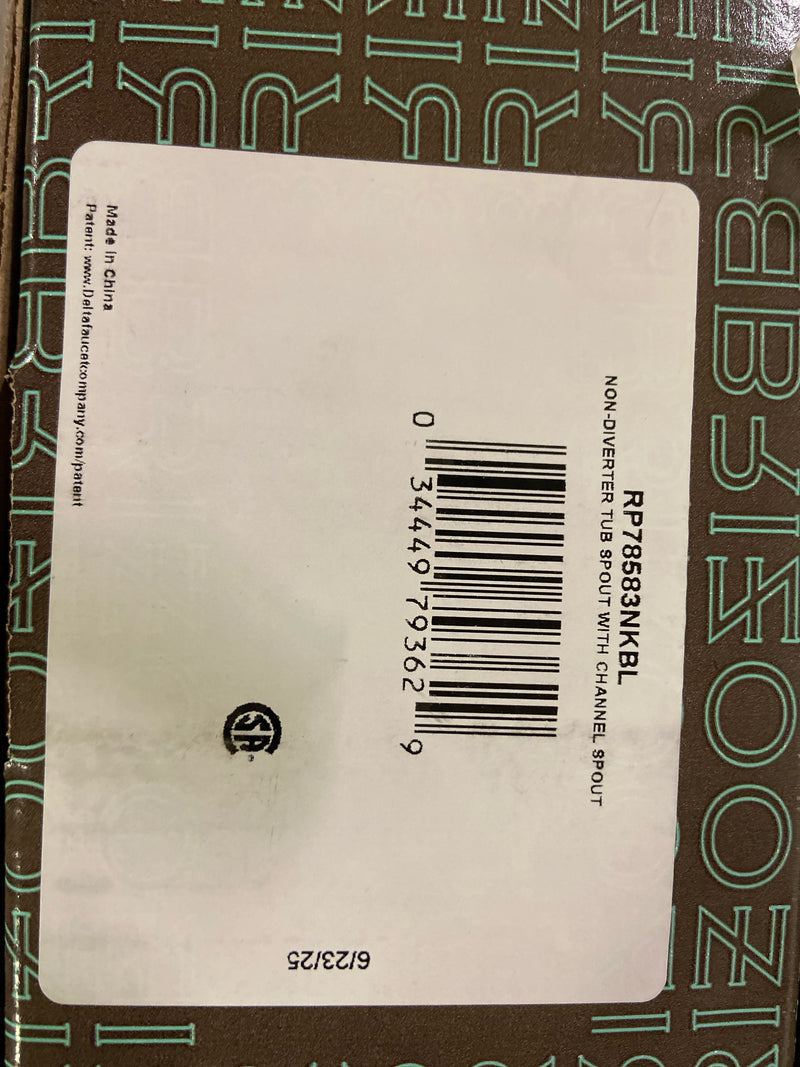 RP78583NKBL
NON-DIVERTER TUB SPOUT WITH CHANNEL SPOUT
0 34449 79362 9
SA®
Made in China
Patent: www.Deltafaucetcompany.com/patent
6/23/25